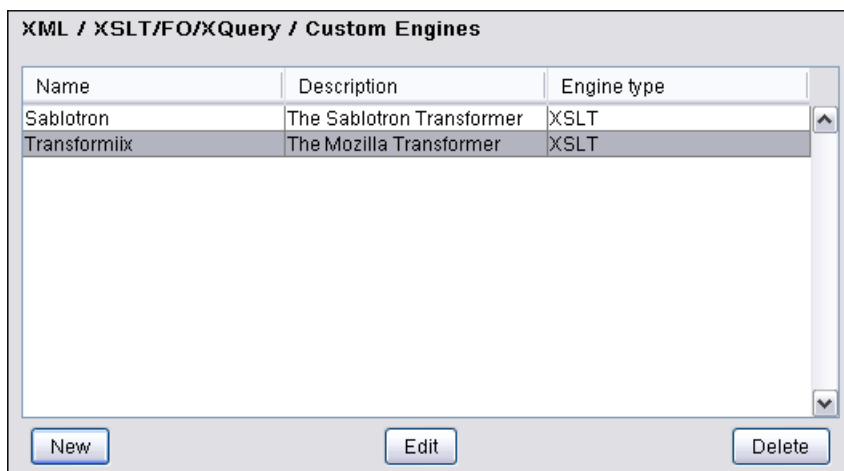 XML / XSLT/FO/XQuery / Custom Engines
Name Description Engine type
Sablotron The Sablotron Transformer XSLT
Transformiix The Mozilla Transformer XSLT
New Edit Delete